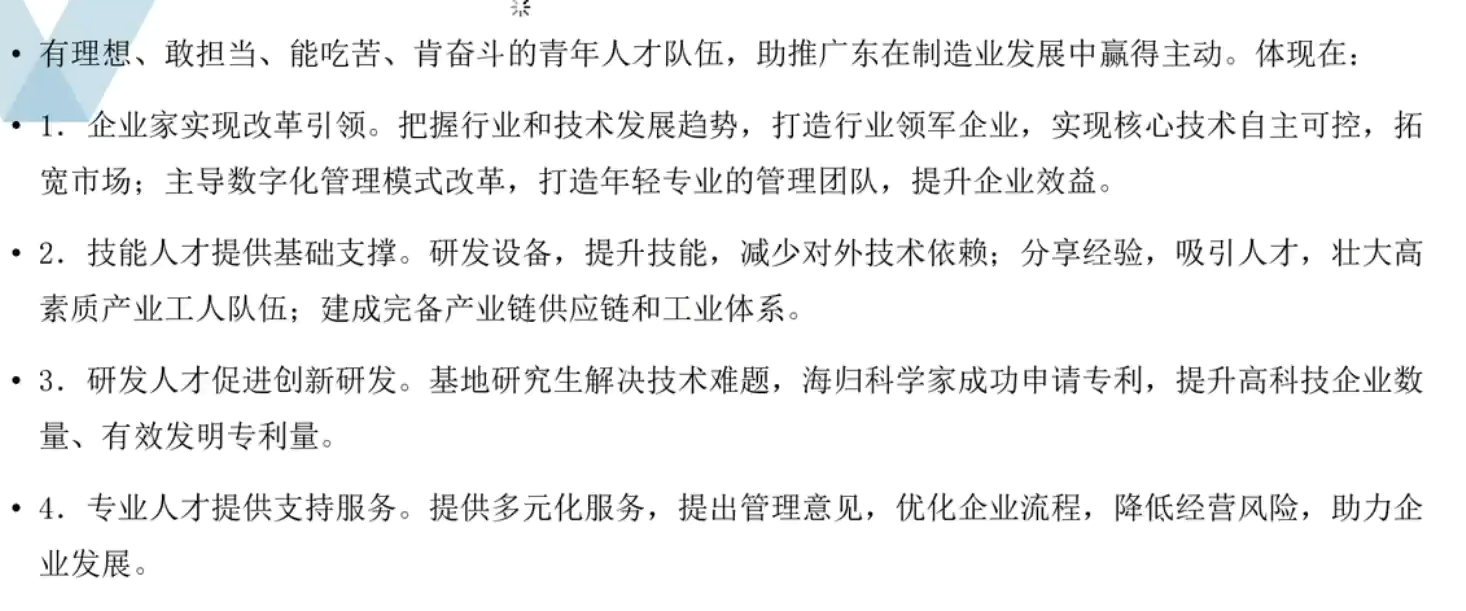 • 有理想、敢担当、能吃苦、肯奋斗的青年人才队伍，助推广东在制造业发展中赢得主动。体现在：
• 1．企业家实现改革引领。把握行业和技术发展趋势，打造行业领军企业，实现核心技术自主可控，拓
宽市场；主导数字化管理模式改革，打造年轻专业的管理团队，提升企业效益。
• 2．技能人才提供基础支撑。研发设备，提升技能，减少对外技术依赖；分享经验，吸引人才，壮大高
素质产业工人队伍；建成完备产业链供应链和工业体系。
• 3．研发人才促进创新研发。基地研究生解决技术难题，海归科学家成功申请专利，提升高科技企业数
量、有效发明专利量。
• 4．专业人才提供支持服务。提供多元化服务，提出管理意见，优化企业流程，降低经营风险，助力企
业发展。